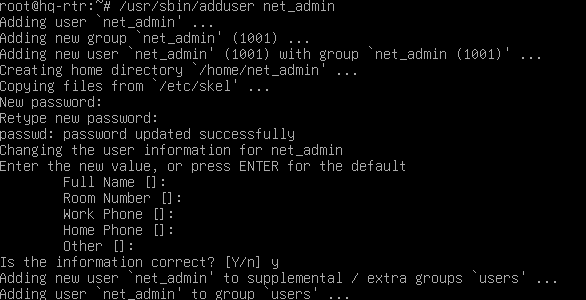 root@hq-rtr:~# /usr/sbin/adduser net_admin
Adding user `net_admin' ...
Adding new group `net_admin' (1001) ...
Adding new user `net_admin' (1001) with group `net_admin (1001)' ...
Creating home directory `/home/net_admin' ...
Copying files from `/etc/skel' ...
New password:
Retype new password:
passwd: password updated successfully
Changing the user information for net_admin
Enter the new value, or press ENTER for the default
        Full Name []:
        Room Number []:
        Work Phone []:
        Home Phone []:
        Other []:
Is the information correct? [Y/n] y
Adding new user `net_admin' to supplemental / extra groups `users' ...
Adding user `net_admin' to group `users' ...